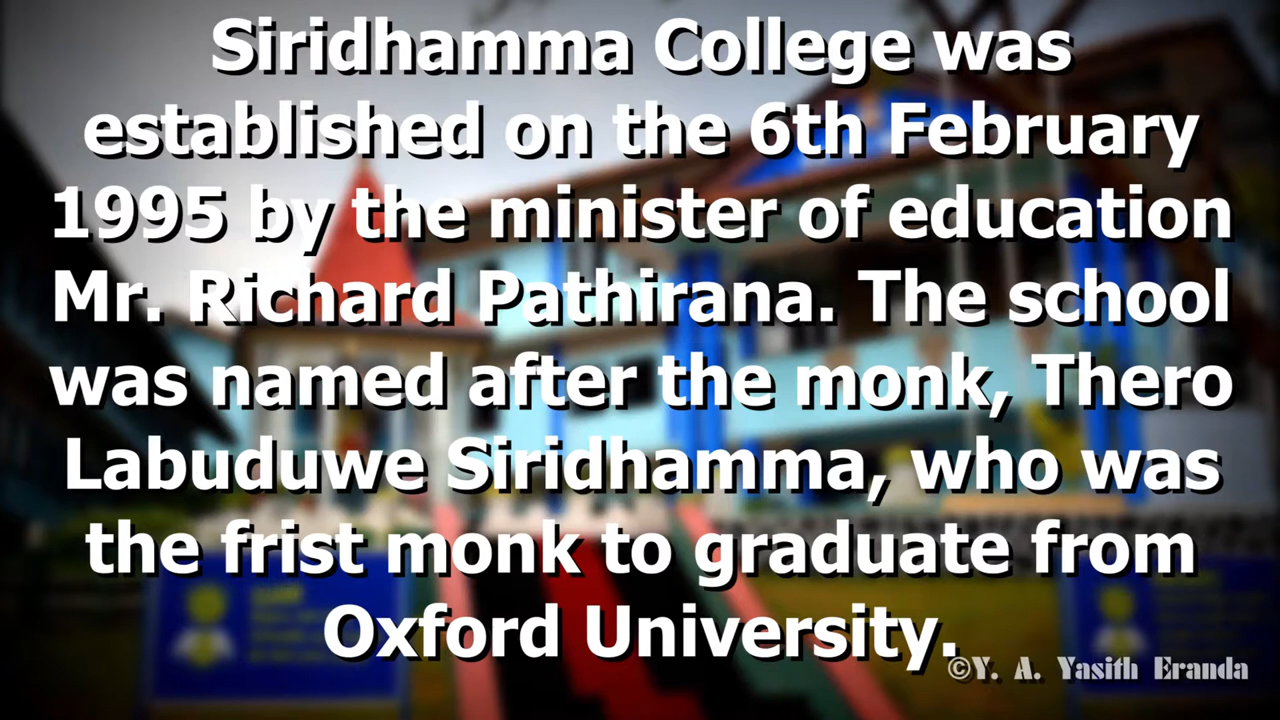 Siridhamma College was
established on the 6th February
1995 by the minister of education
Mr. Richard Pathirana. The school
was named after the monk, Thero
Labuduwe Siridhamma, who was
the frist monk to graduate from
Oxford University.
©Y. A. Yasith Eranda